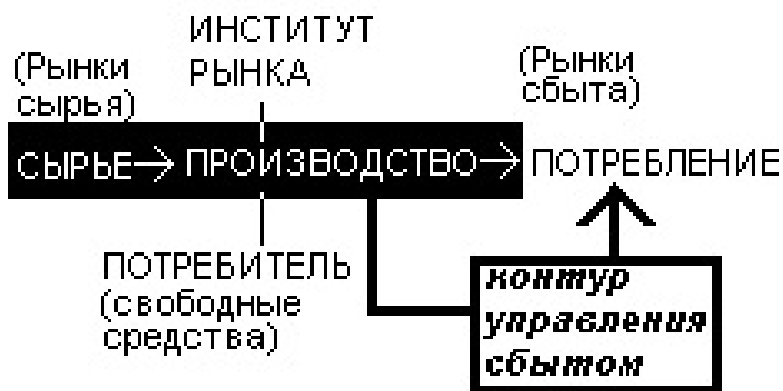 ИНСТИТУТ
РЫНКА
(Рынки
сырья)
(Рынки
сбыта)
СЫРЬЕ→ ПРОИЗВОДСТВО→ ПОТРЕБЛЕНИЕ
ПОТРЕБИТЕЛЬ
(свободные
средства)
контур
управления
сбытом